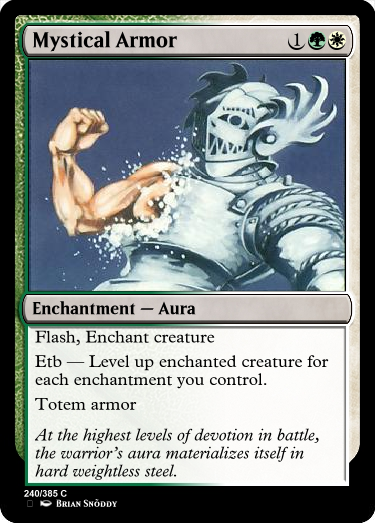 Mystical Armor 1
Enchantment — Aura
Flash, Enchant creature
Etb — Level up enchanted creature for
each enchantment you control.
Totem armor
At the highest levels of devotion in battle,
the warrior's aura materializes itself in
hard weightless steel.
240/385 C
Brian Snõddy